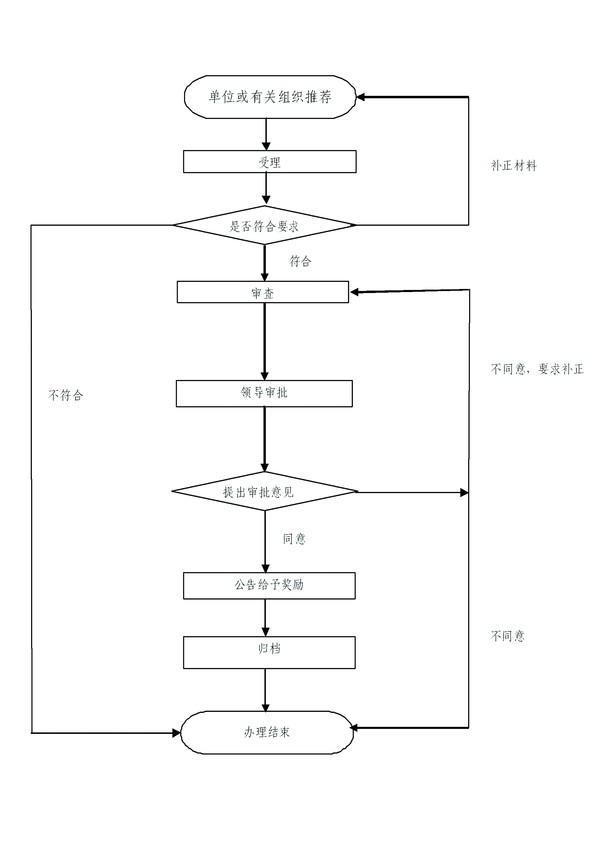 单位或有关组织推荐
受理
补正材料
是否符合要求
符合
审查
不同意，要求补正
领导审批
不符合
提出审批意见
同意
公告给予奖励
不同意
归档
办理结束